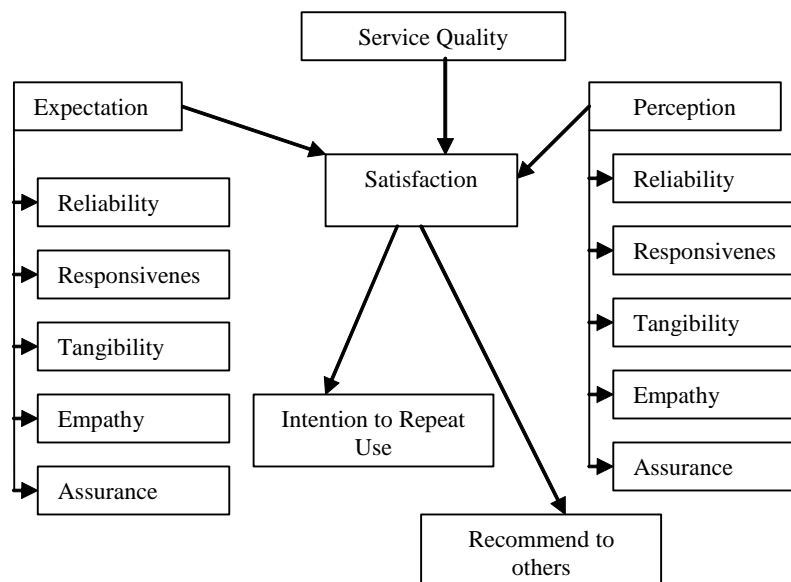 Service Quality
Expectation
Perception
Satisfaction
Reliability
Responsivenes
Tangibility
Empathy
Assurance
Reliability
Responsivenes
Tangibility
Empathy
Assurance
Intention to Repeat
Use
Recommend to
others